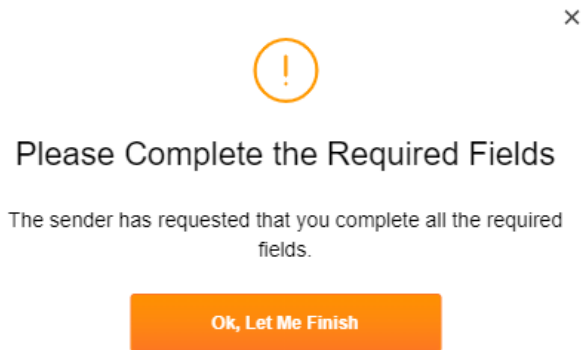 Please Complete the Required Fields
The sender has requested that you complete all the required
fields.
Ok, Let Me Finish